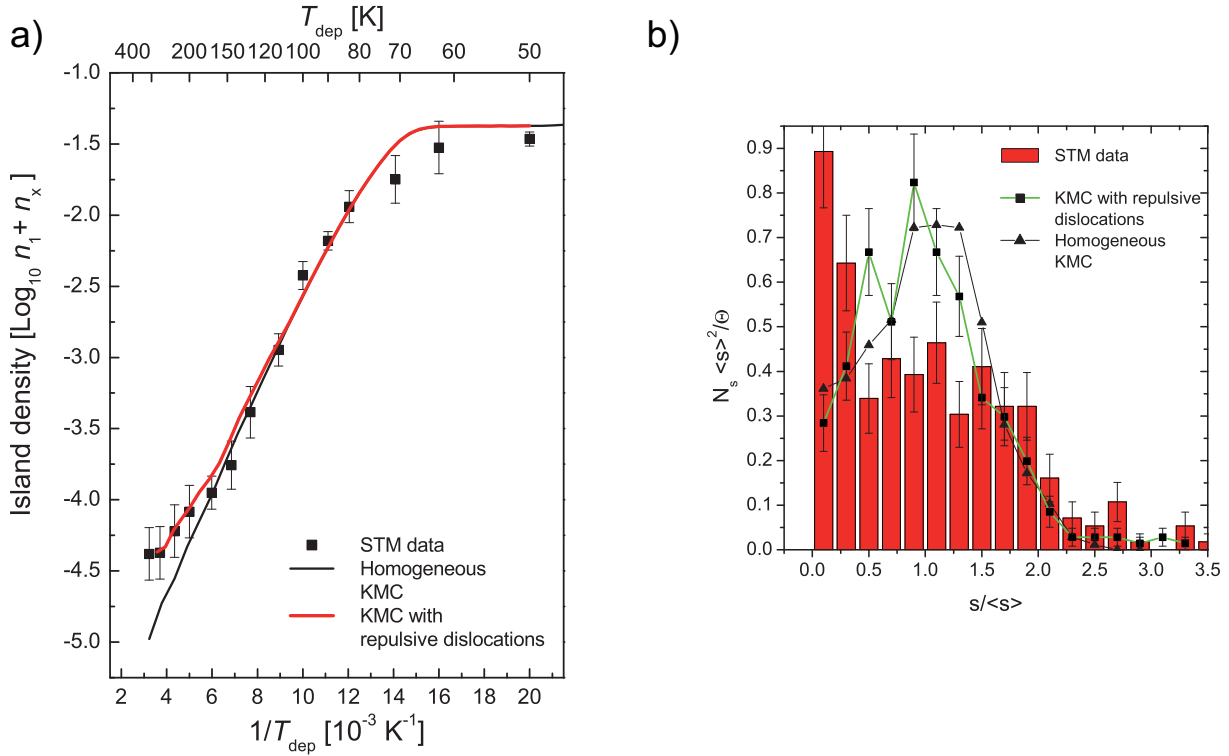 a)
T_dep [K]
400 200 150 120 100 80 70 60 50
Island density [Log₁₀ n₁ + nₓ]
-1.0
-1.5
-2.0
-2.5
-3.0
-3.5
-4.0
-4.5
-5.0
STM data
Homogeneous
KMC
KMC with
repulsive dislocations
2 4 6 8 10 12 14 16 18 20
1/T_dep [10⁻³ K⁻¹]
b)
N_s <s>²/Θ
0.9
0.8
0.7
0.6
0.5
0.4
0.3
0.2
0.1
0.0
STM data
KMC with repulsive
dislocations
Homogeneous
KMC
0.0 0.5 1.0 1.5 2.0 2.5 3.0 3.5
s/<s>